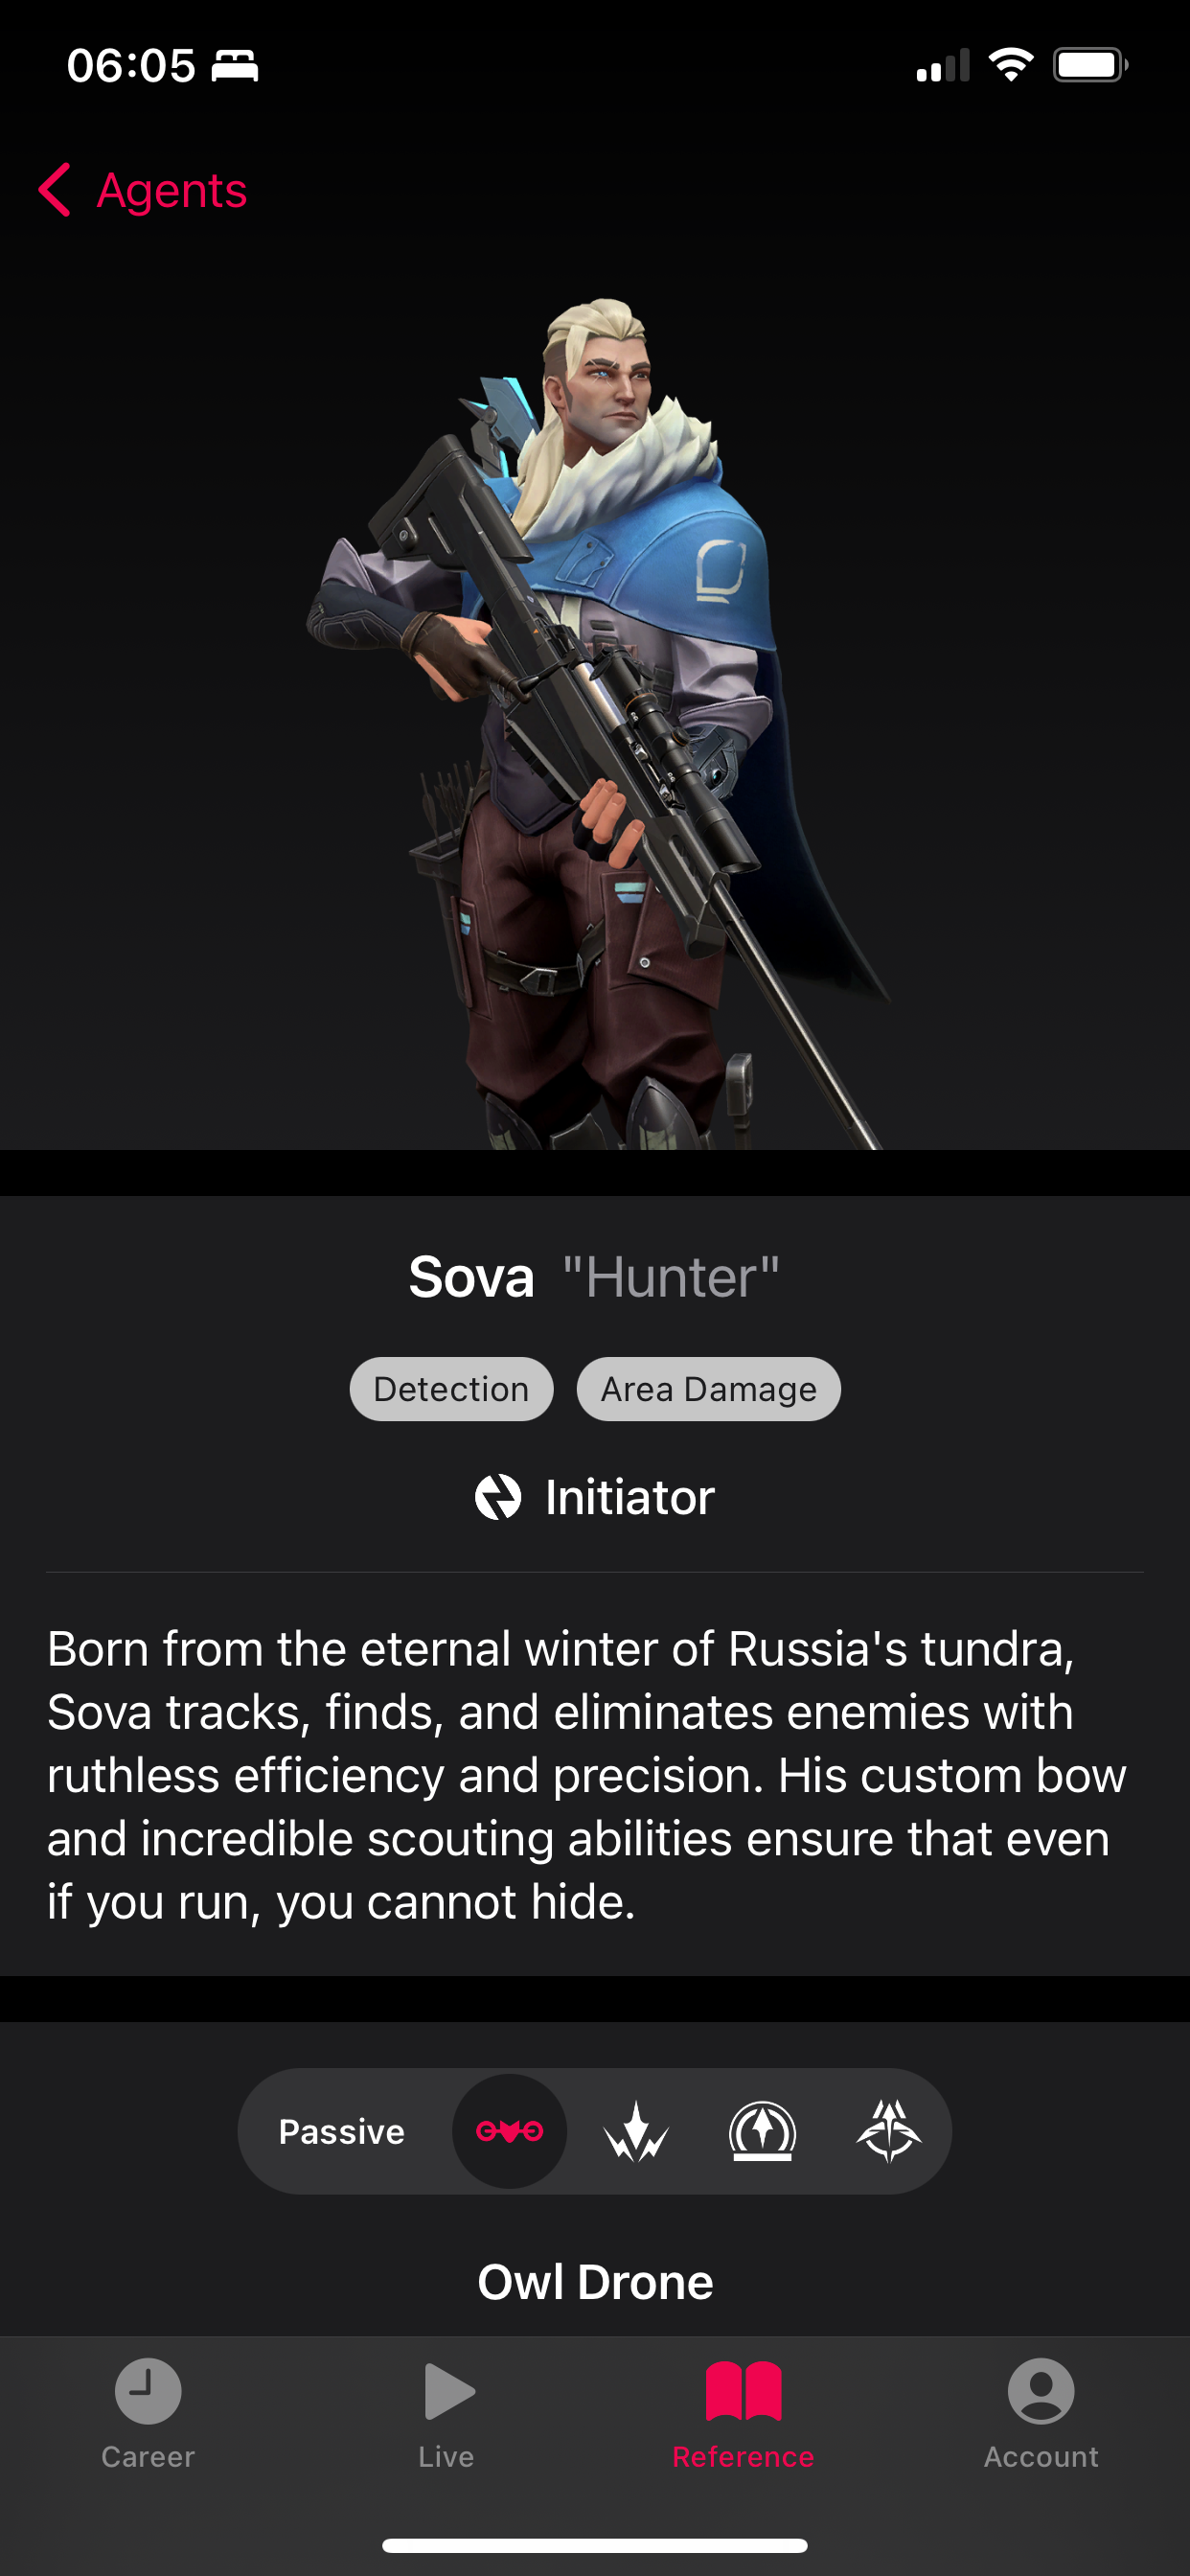 06:05
Agents
Sova "Hunter"
Detection Area Damage
Initiator
Born from the eternal winter of Russia's tundra,
Sova tracks, finds, and eliminates enemies with
ruthless efficiency and precision. His custom bow
and incredible scouting abilities ensure that even
if you run, you cannot hide.
Passive
Owl Drone
Career Live Reference Account